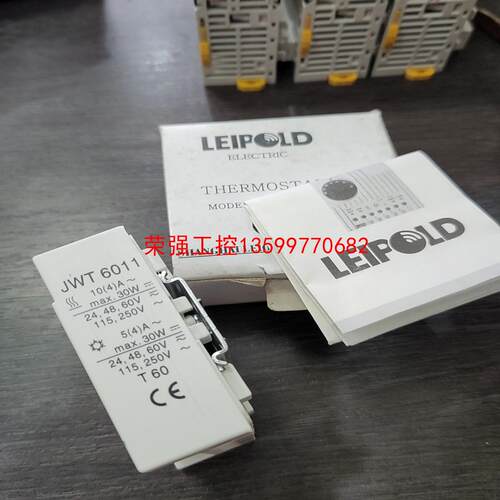 LEIPOLD
ELECTRIC
THERMOSTA
MODE
荣强工控13699770682
LEIPOLD
JWT 6011
10(4)A ~
max. 30W ⎓
24, 48, 60V
115, 250V ~
5(4)A ~
max. 30W ⎓
24, 48, 60V ~
115, 250V
T 60
CE